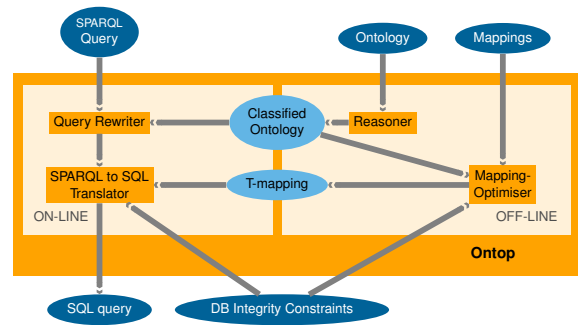 SPARQL
Query
Ontology
Mappings
Query Rewriter
Classified
Ontology
Reasoner
SPARQL to SQL
Translator
T-mapping
Mapping-
Optimiser
ON-LINE
OFF-LINE
Ontop
SQL query
DB Integrity Constraints